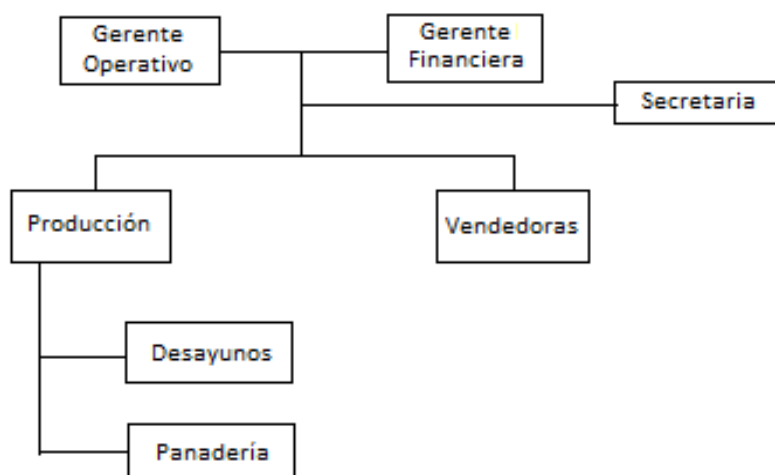 Gerente
Operativo
Gerente
Financiera
Secretaria
Producción
Vendedoras
Desayunos
Panadería